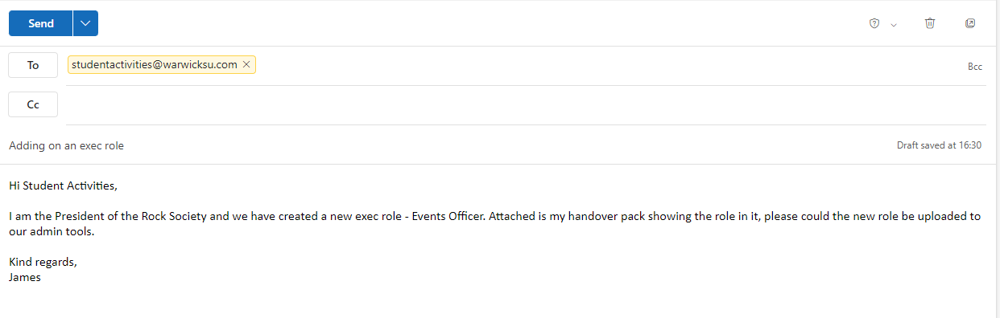 Send
To
studentactivities@warwicksu.com
Bcc
Cc
Adding on an exec role
Draft saved at 16:30
Hi Student Activities,
I am the President of the Rock Society and we have created a new exec role - Events Officer. Attached is my handover pack showing the role in it, please could the new role be uploaded to
our admin tools.
Kind regards,
James